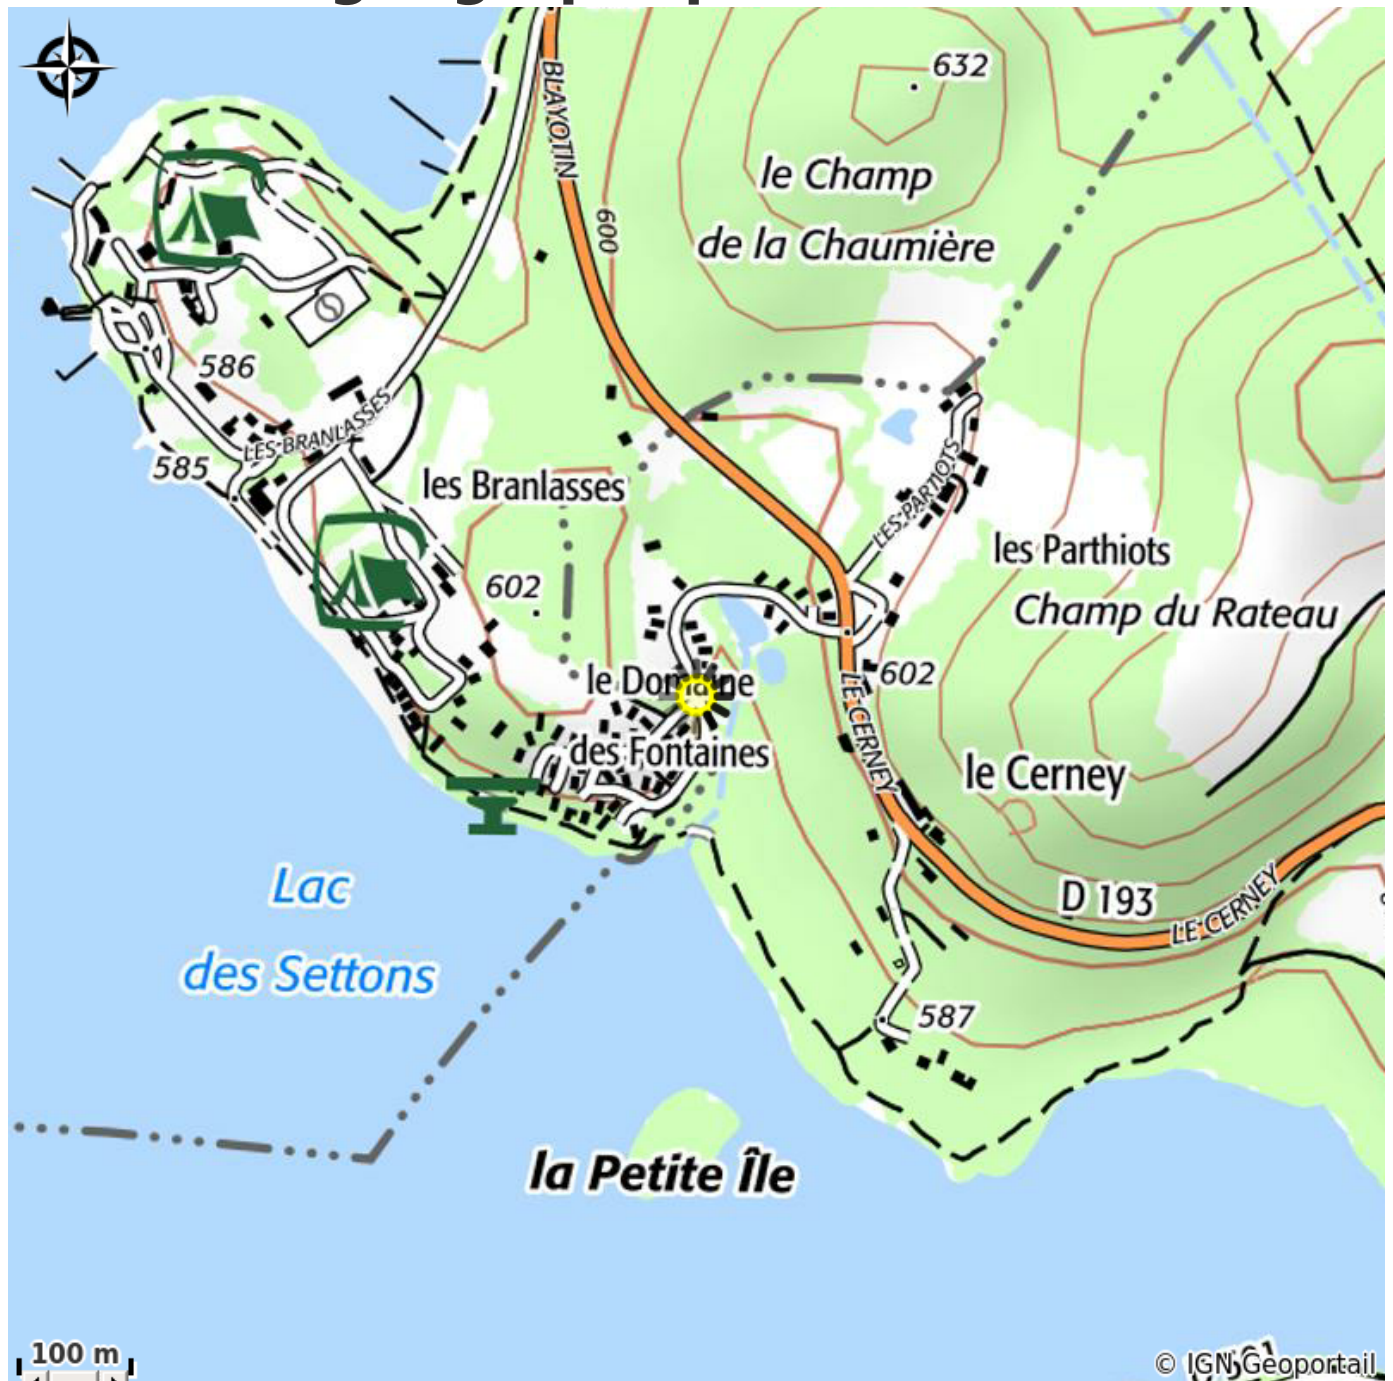 632
BLAYOTIN
le Champ
de la Chaumière
600
586
LES BRANLASSES
585
les Branlasses
LES PARTIOTS
les Parthiots
602
Champ du Rateau
le Domaine
602
LE CERNEY
des Fontaines
le Cerney
Lac
des Settons
D 193
LE CERNEY
587
la Petite Île
100 m
© IGN Geoportail